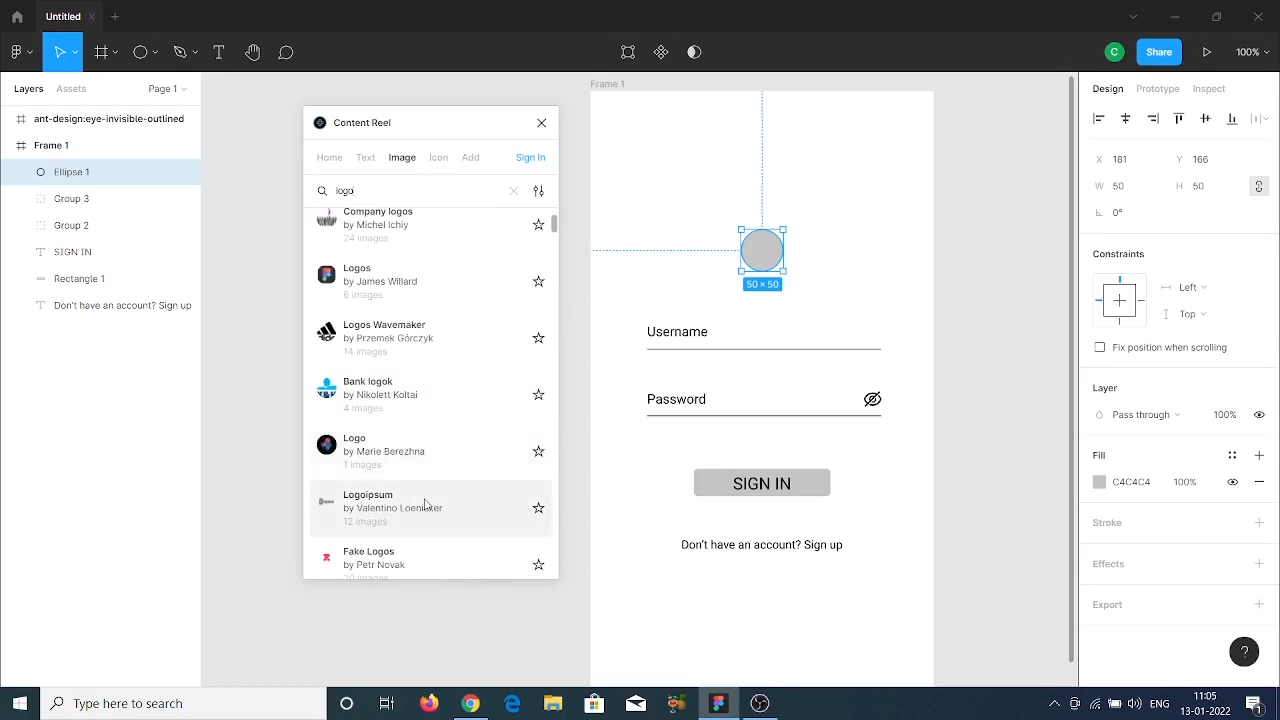 Untitled
C
Share
100%
Layers
Assets
Page 1
ant-design:eye-invisible-outlined
Frame 1
Ellipse 1
Group 3
Group 2
SIGN IN
Rectangle 1
Don't have an account? Sign up
Content Reel
Home Text Image Icon Add Sign In
logo
Company logos
by Michel Ichiy
24 images
Logos
by James Willard
6 images
Logos Wavemaker
by Przemek Górczyk
14 images
Bank logok
by Nikolett Koltai
4 images
Logo
by Marie Berezhna
1 images
Logoipsum
by Valentino Loenaker
12 images
Fake Logos
by Petr Novak
20 images
Frame 1
50 × 50
Username
Password
SIGN IN
Don't have an account? Sign up
Design Prototype Inspect
X 181 Y 166
W 50 H 50
0°
Constraints
Left
Top
Fix position when scrolling
Layer
Pass through 100%
Fill
C4C4C4 100%
Stroke
Effects
Export
?
Type here to search
ENG
11:05
13-01-2022